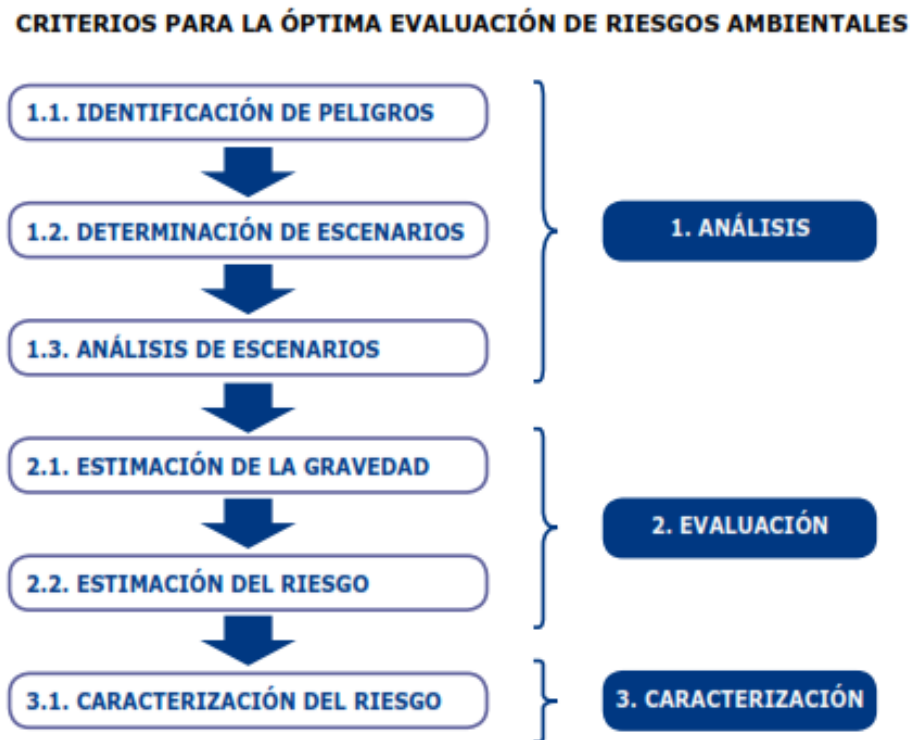 CRITERIOS PARA LA ÓPTIMA EVALUACIÓN DE RIESGOS AMBIENTALES
1.1. IDENTIFICACIÓN DE PELIGROS
1.2. DETERMINACIÓN DE ESCENARIOS
1. ANÁLISIS
1.3. ANÁLISIS DE ESCENARIOS
2.1. ESTIMACIÓN DE LA GRAVEDAD
2. EVALUACIÓN
2.2. ESTIMACIÓN DEL RIESGO
3.1. CARACTERIZACIÓN DEL RIESGO
3. CARACTERIZACIÓN